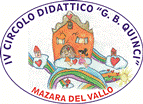 IV CIRCOLO DIDATTICO "G. B. QUINCI"
MAZARA DEL VALLO